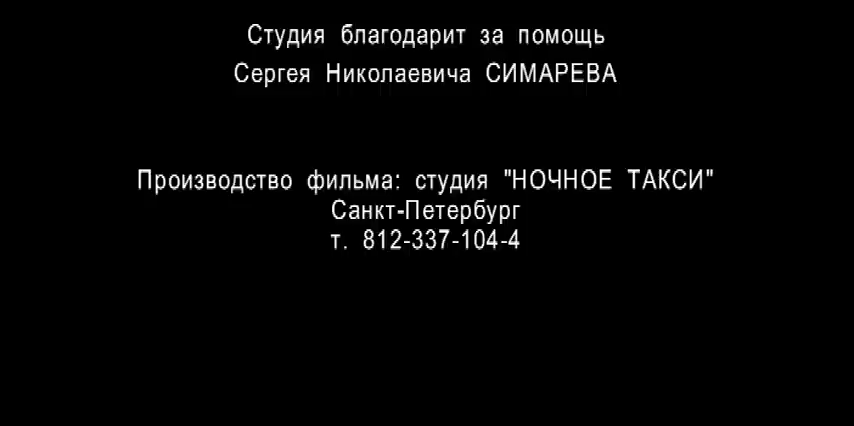 Студия благодарит за помощь
Сергея Николаевича СИМАРЕВА
Производство фильма: студия "НОЧНОЕ ТАКСИ"
Санкт-Петербург
т. 812-337-104-4